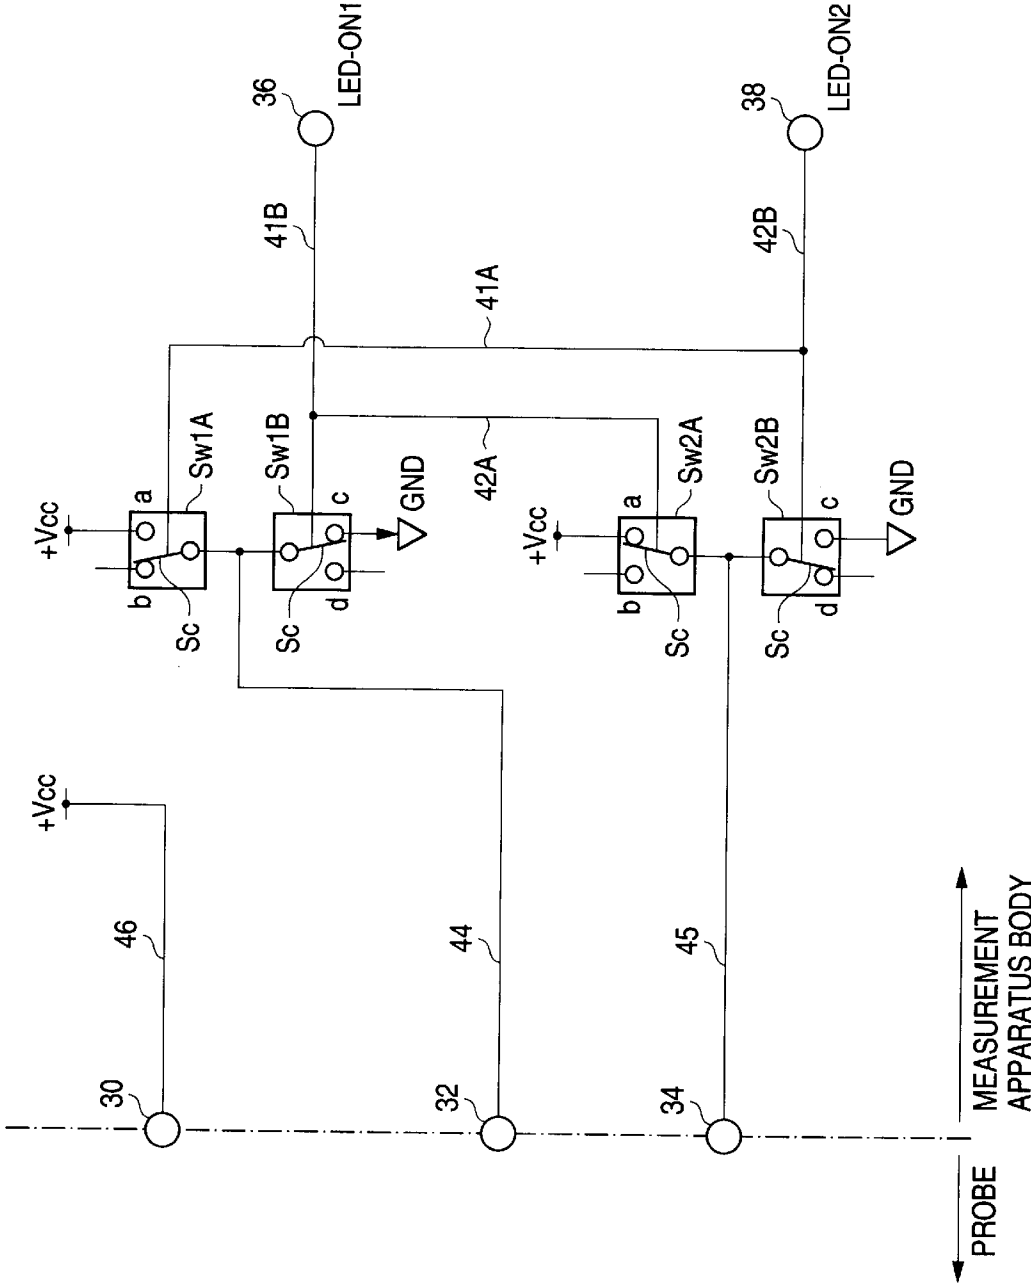 LED-ON1
36
41B
41A
+Vcc
a
b
Sw1A
Sc
Sw1B
c
d
Sc
GND
42A
LED-ON2
38
42B
+Vcc
a
b
Sw2A
Sc
Sw2B
c
d
Sc
GND
+Vcc
46
44
45
30
32
34
PROBE
MEASUREMENT
APPARATUS BODY